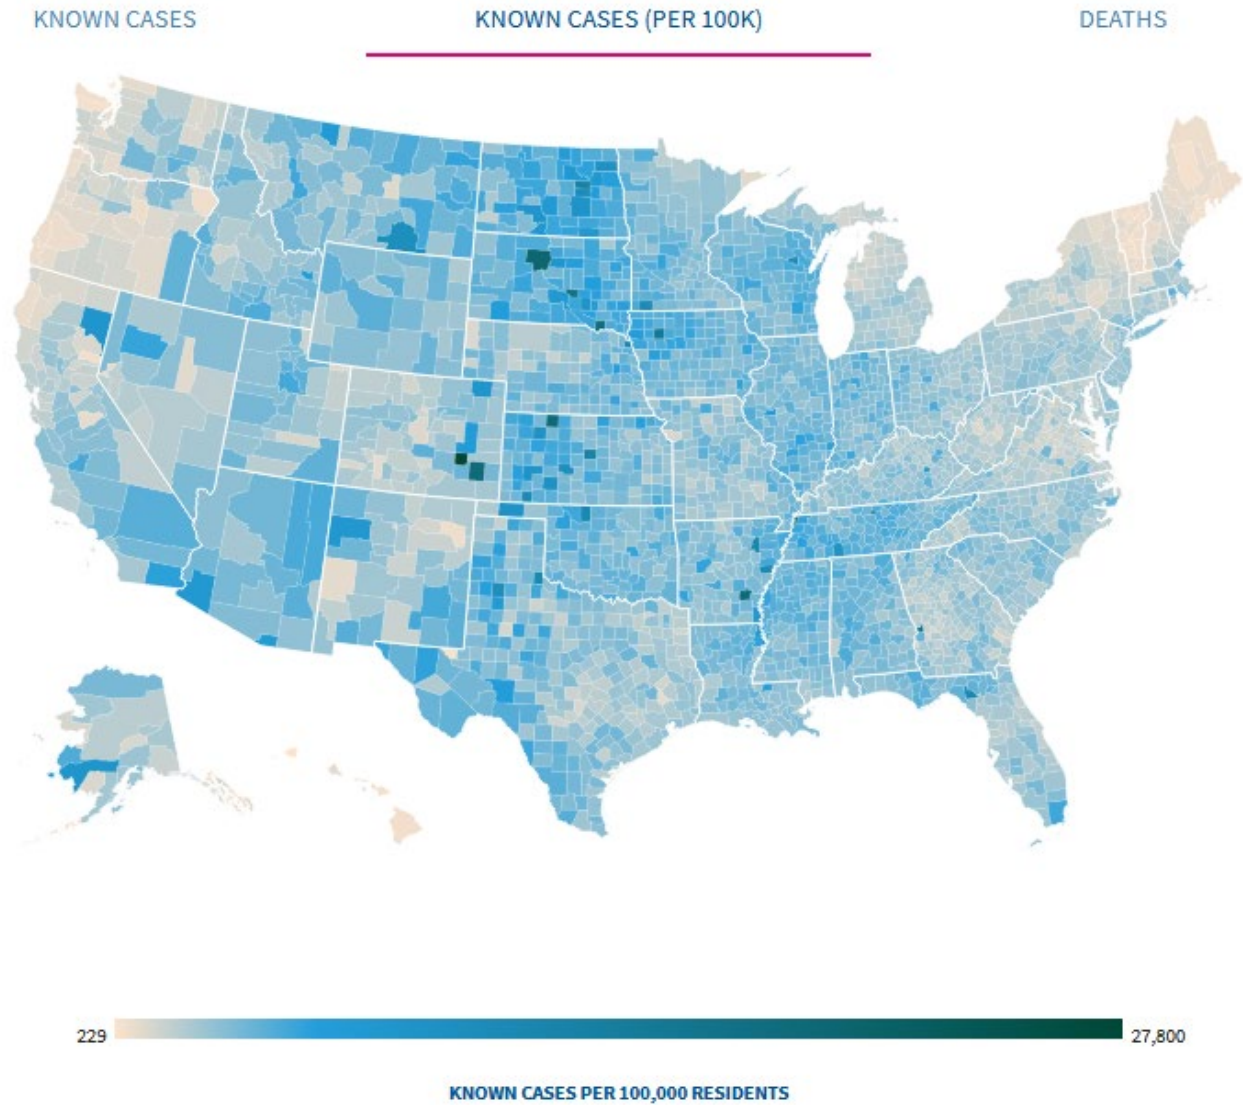 KNOWN CASES
KNOWN CASES (PER 100K)
DEATHS
229
27,800
KNOWN CASES PER 100,000 RESIDENTS